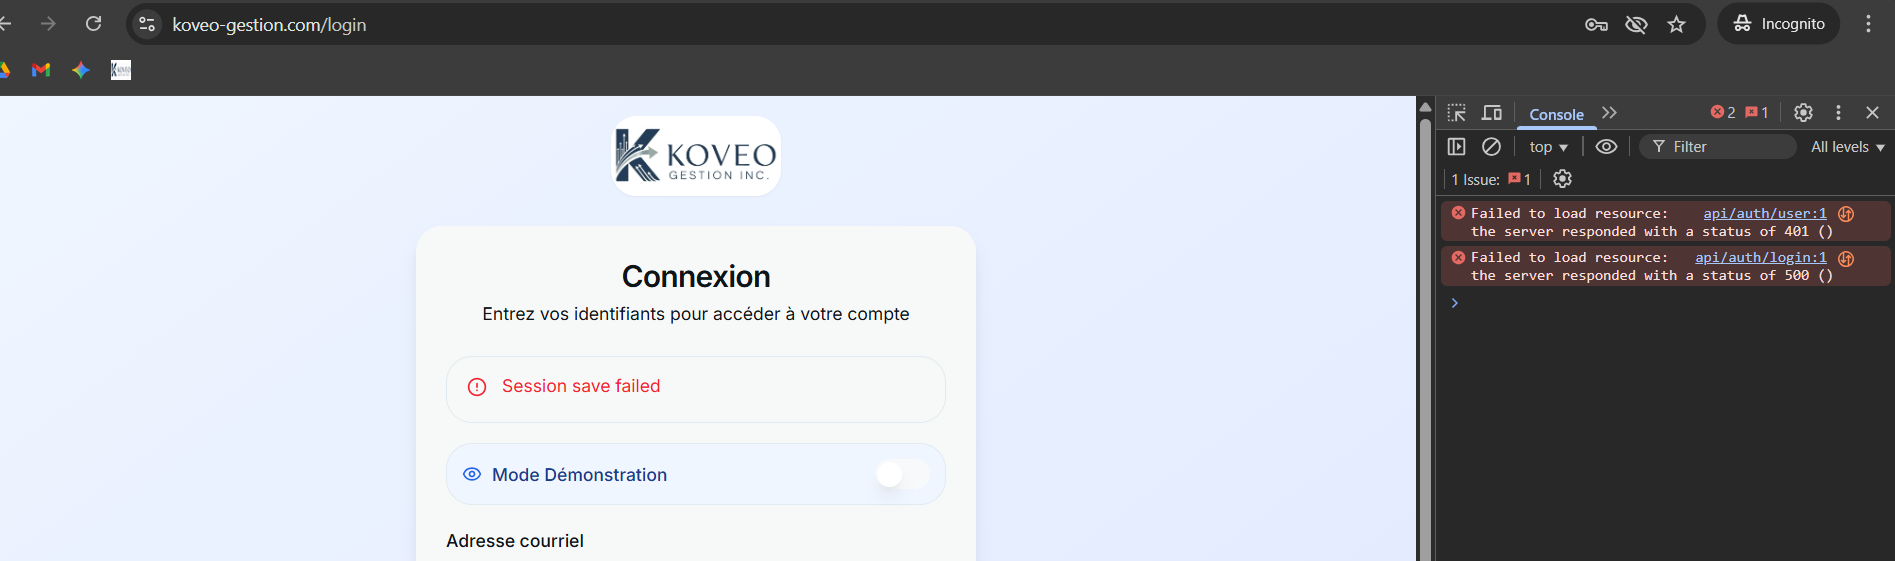 koveo-gestion.com/login
Incognito
KOVEO
KOVEO
GESTION INC.
Connexion
Entrez vos identifiants pour accéder à votre compte
Session save failed
Mode Démonstration
Adresse courriel
Console
2
1
top
Filter
All levels
1 Issue:
1
Failed to load resource: api/auth/user:1
the server responded with a status of 401 ()
Failed to load resource: api/auth/login:1
the server responded with a status of 500 ()